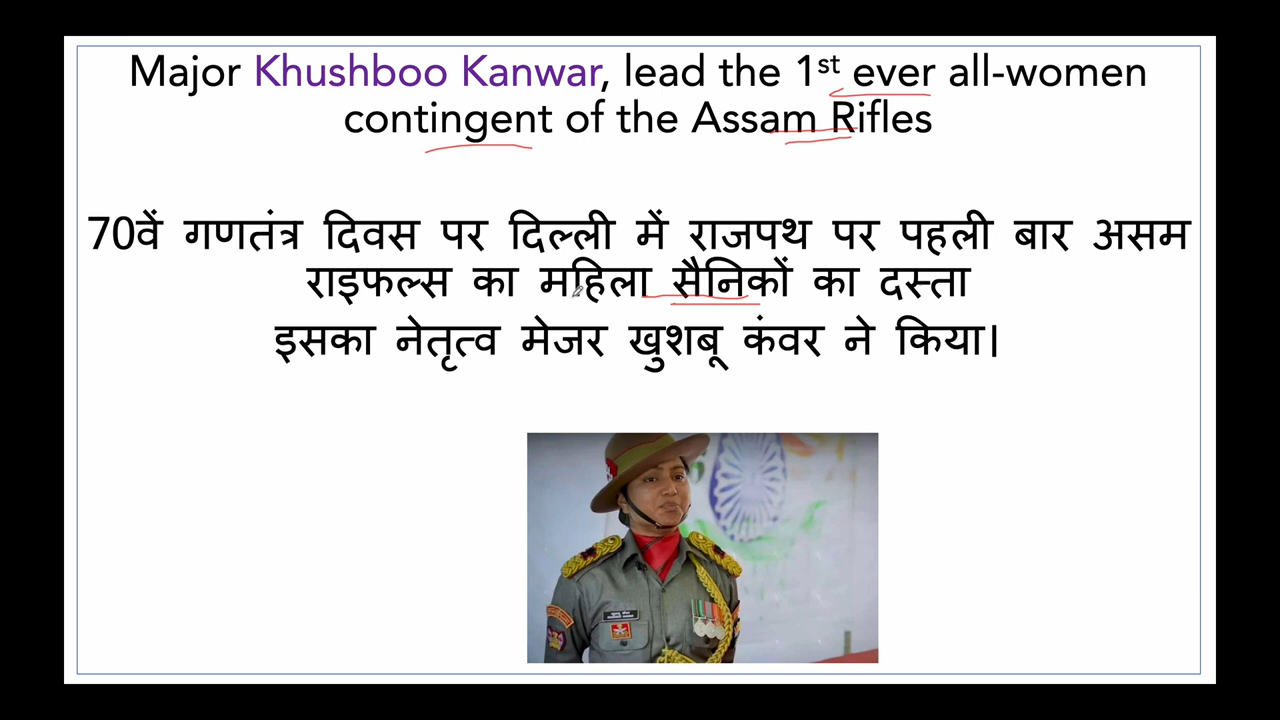 Major Khushboo Kanwar, lead the 1st ever all-women
contingent of the Assam Rifles
70वें गणतंत्र दिवस पर दिल्ली में राजपथ पर पहली बार असम
राइफल्स का महिला सैनिकों का दस्ता
इसका नेतृत्व मेजर खुशबू कंवर ने किया।